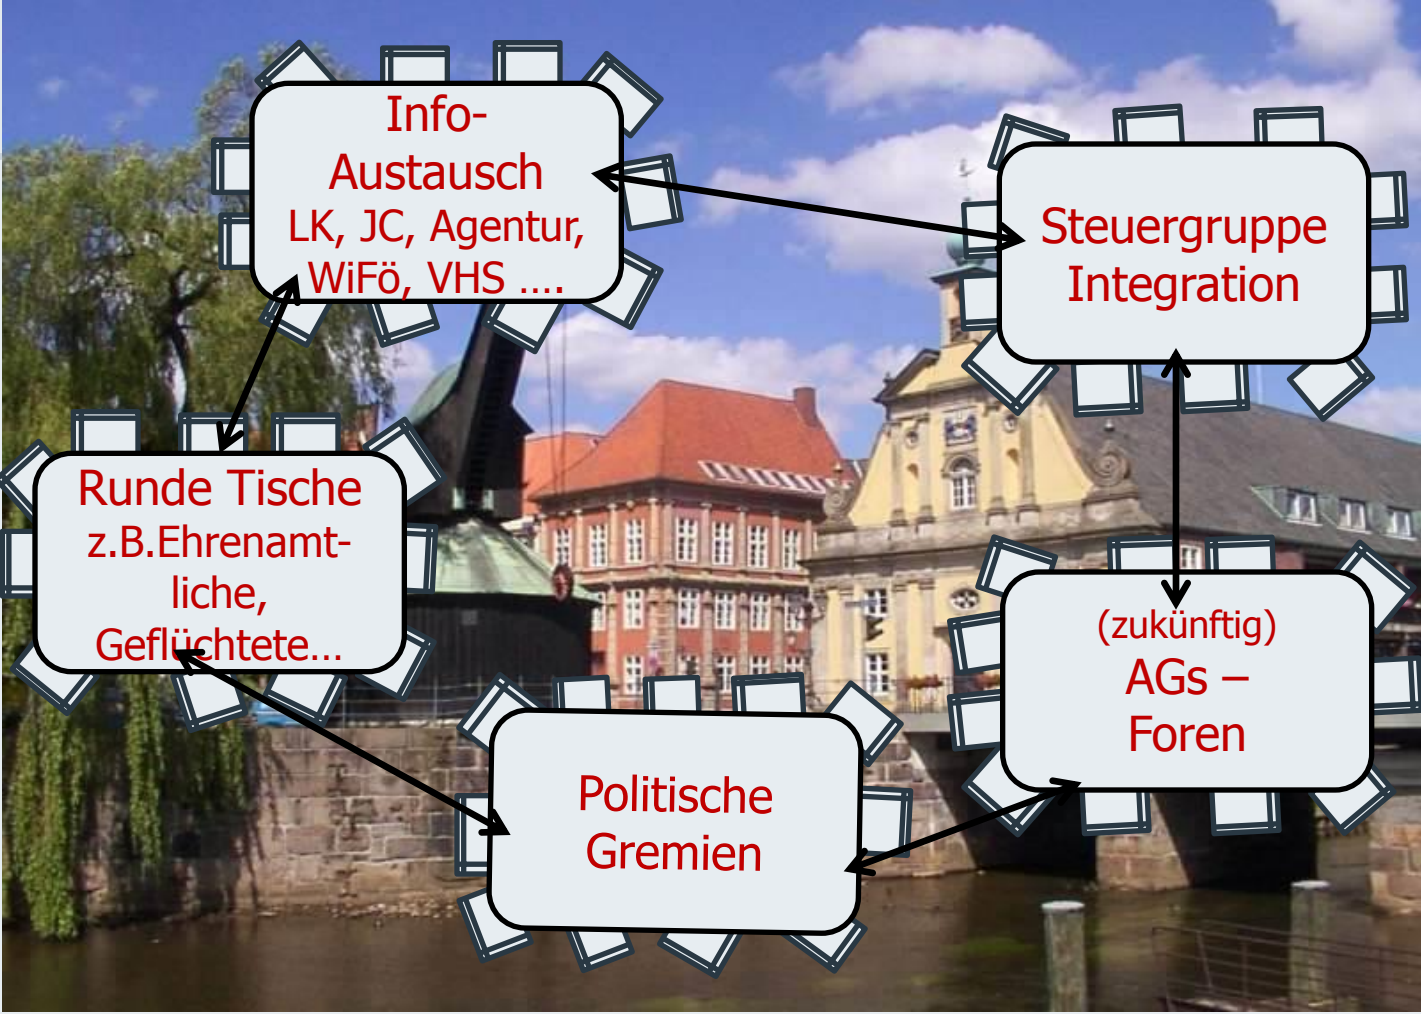 Info-
Austausch
LK, JC, Agentur,
WiFö, VHS ....
Steuergruppe
Integration
Runde Tische
z.B.Ehrenamt-
liche,
Geflüchtete...
(zukünftig)
AGs –
Foren
Politische
Gremien